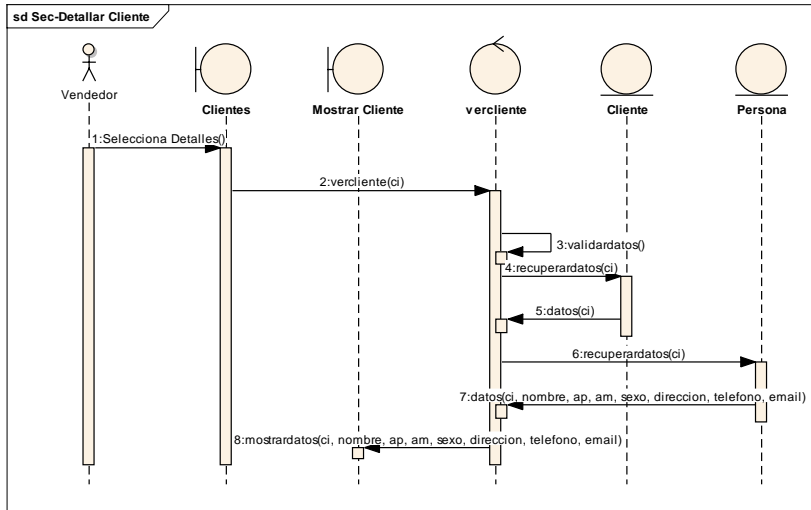 sd Sec-Detallar Cliente
Vendedor
Clientes
Mostrar Cliente
vercliente
Cliente
Persona
1:Selecciona Detalles()
2:vercliente(ci)
3:validardatos()
4:recuperardatos(ci)
5:datos(ci)
6:recuperardatos(ci)
7:datos(ci, nombre, ap, am, sexo, direccion, telefono, email)
8:mostrardatos(ci, nombre, ap, am, sexo, direccion, telefono, email)